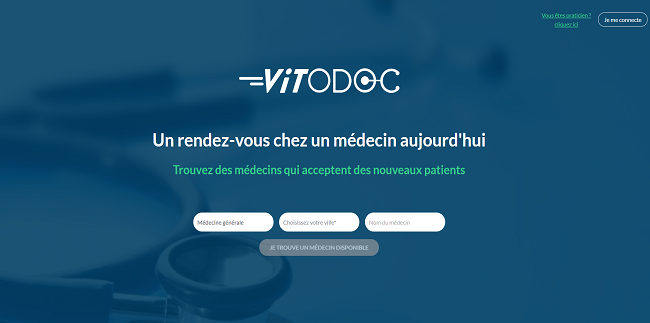 Vous êtes praticien ?
cliquez ici
Je me connecte
ViTODOC
Un rendez-vous chez un médecin aujourd'hui
Trouvez des médecins qui acceptent des nouveaux patients
Médecine générale
Choisissez votre ville*
Nom du médecin
JE TROUVE UN MÉDECIN DISPONIBLE